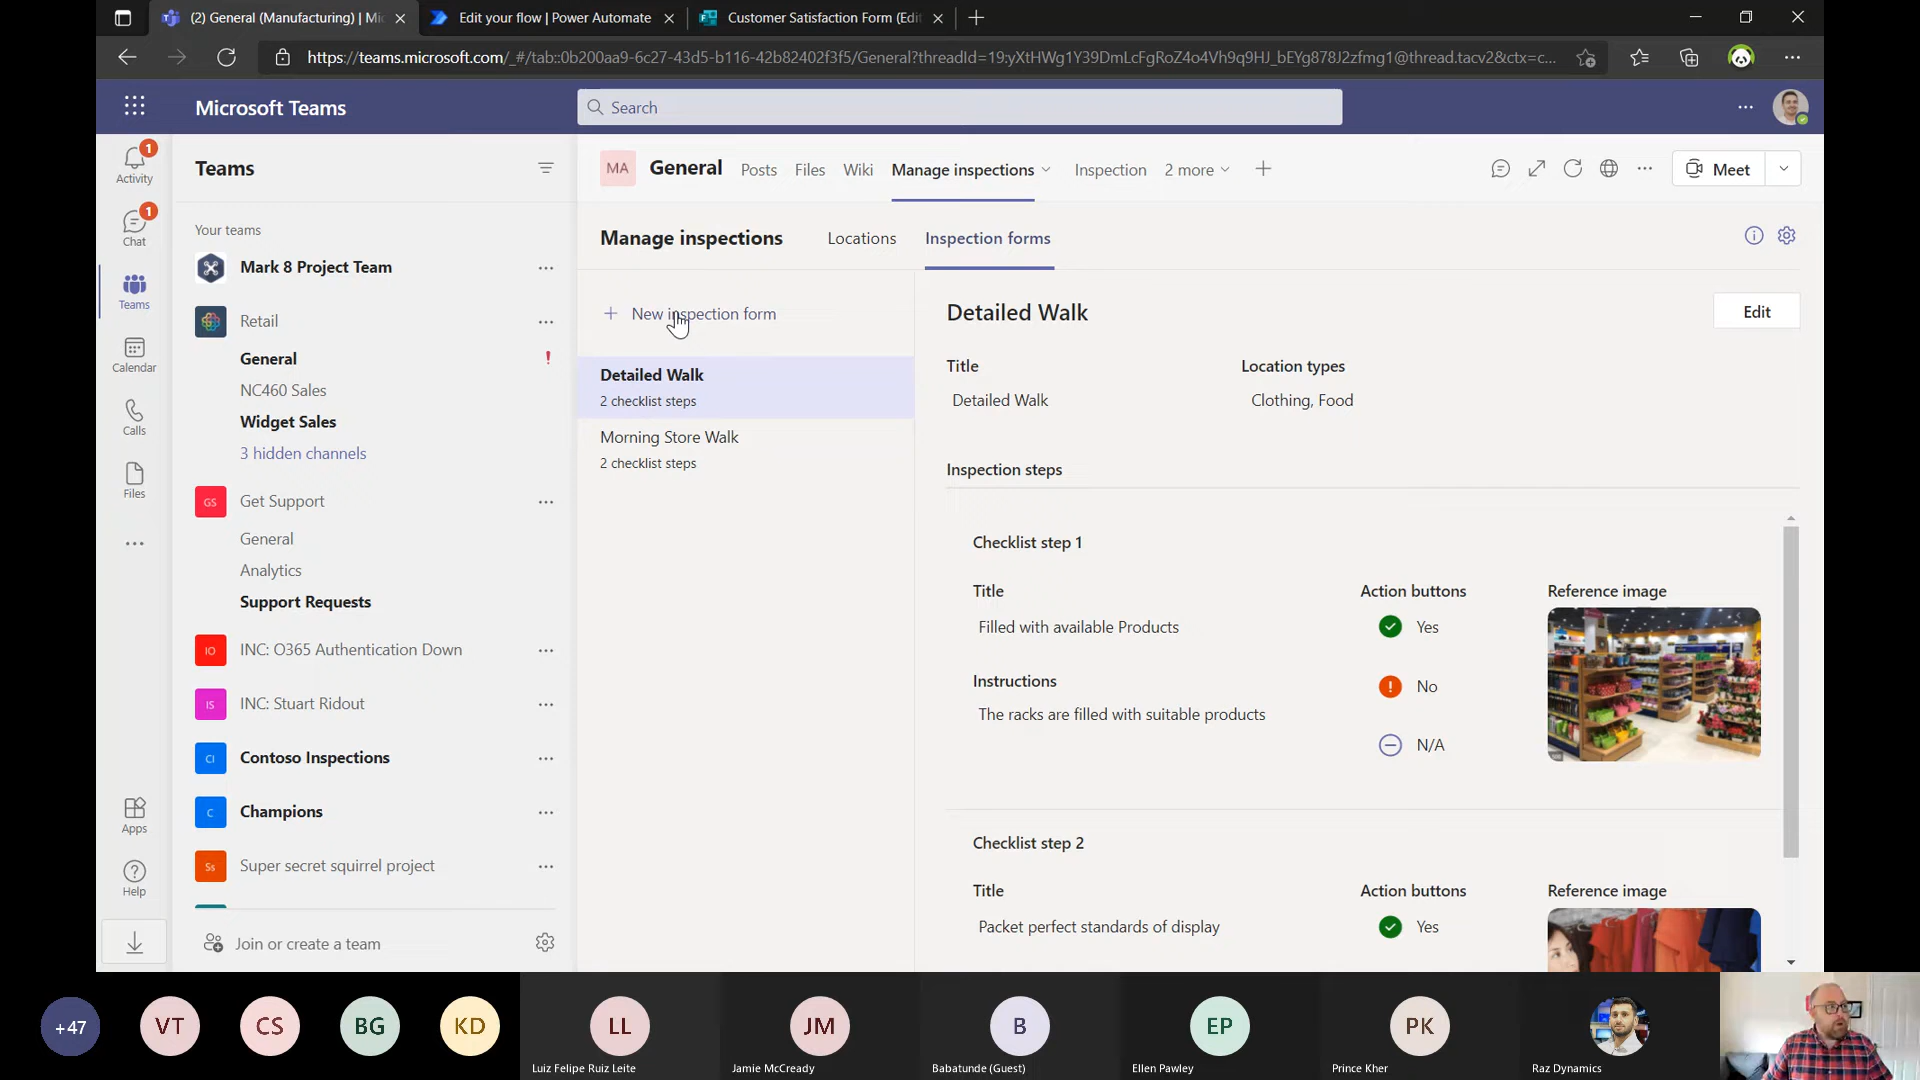 (2) General (Manufacturing) | Mi
Edit your flow | Power Automate
Customer Satisfaction Form (Edit
https://teams.microsoft.com/_#/tab::0b200aa9-6c27-43d5-b116-42b82402f3f5/General?threadId=19:yXtHWg1Y39DmLcFgRoZ4o4Vh9q9HJ_bEYg878J2zfmg1@thread.tacv2&ctx=c...
Microsoft Teams
Search
Activity
1
Chat
1
Teams
Calendar
Calls
Files
Apps
Help
Teams
Your teams
Mark 8 Project Team
Retail
General
!
NC460 Sales
Widget Sales
3 hidden channels
GS
Get Support
General
Analytics
Support Requests
IO
INC: O365 Authentication Down
IS
INC: Stuart Ridout
CI
Contoso Inspections
C
Champions
Ss
Super secret squirrel project
Join or create a team
MA
General
Posts
Files
Wiki
Manage inspections
Inspection
2 more
Meet
Manage inspections
Locations
Inspection forms
New inspection form
Detailed Walk
2 checklist steps
Morning Store Walk
2 checklist steps
Detailed Walk
Edit
Title
Location types
Detailed Walk
Clothing, Food
Inspection steps
Checklist step 1
Title
Action buttons
Reference image
Filled with available Products
Yes
Instructions
No
The racks are filled with suitable products
N/A
Checklist step 2
Title
Action buttons
Reference image
Packet perfect standards of display
Yes
+47
VT
CS
BG
KD
LL
Luiz Felipe Ruiz Leite
JM
Jamie McCready
B
Babatunde (Guest)
EP
Ellen Pawley
PK
Prince Kher
Raz Dynamics